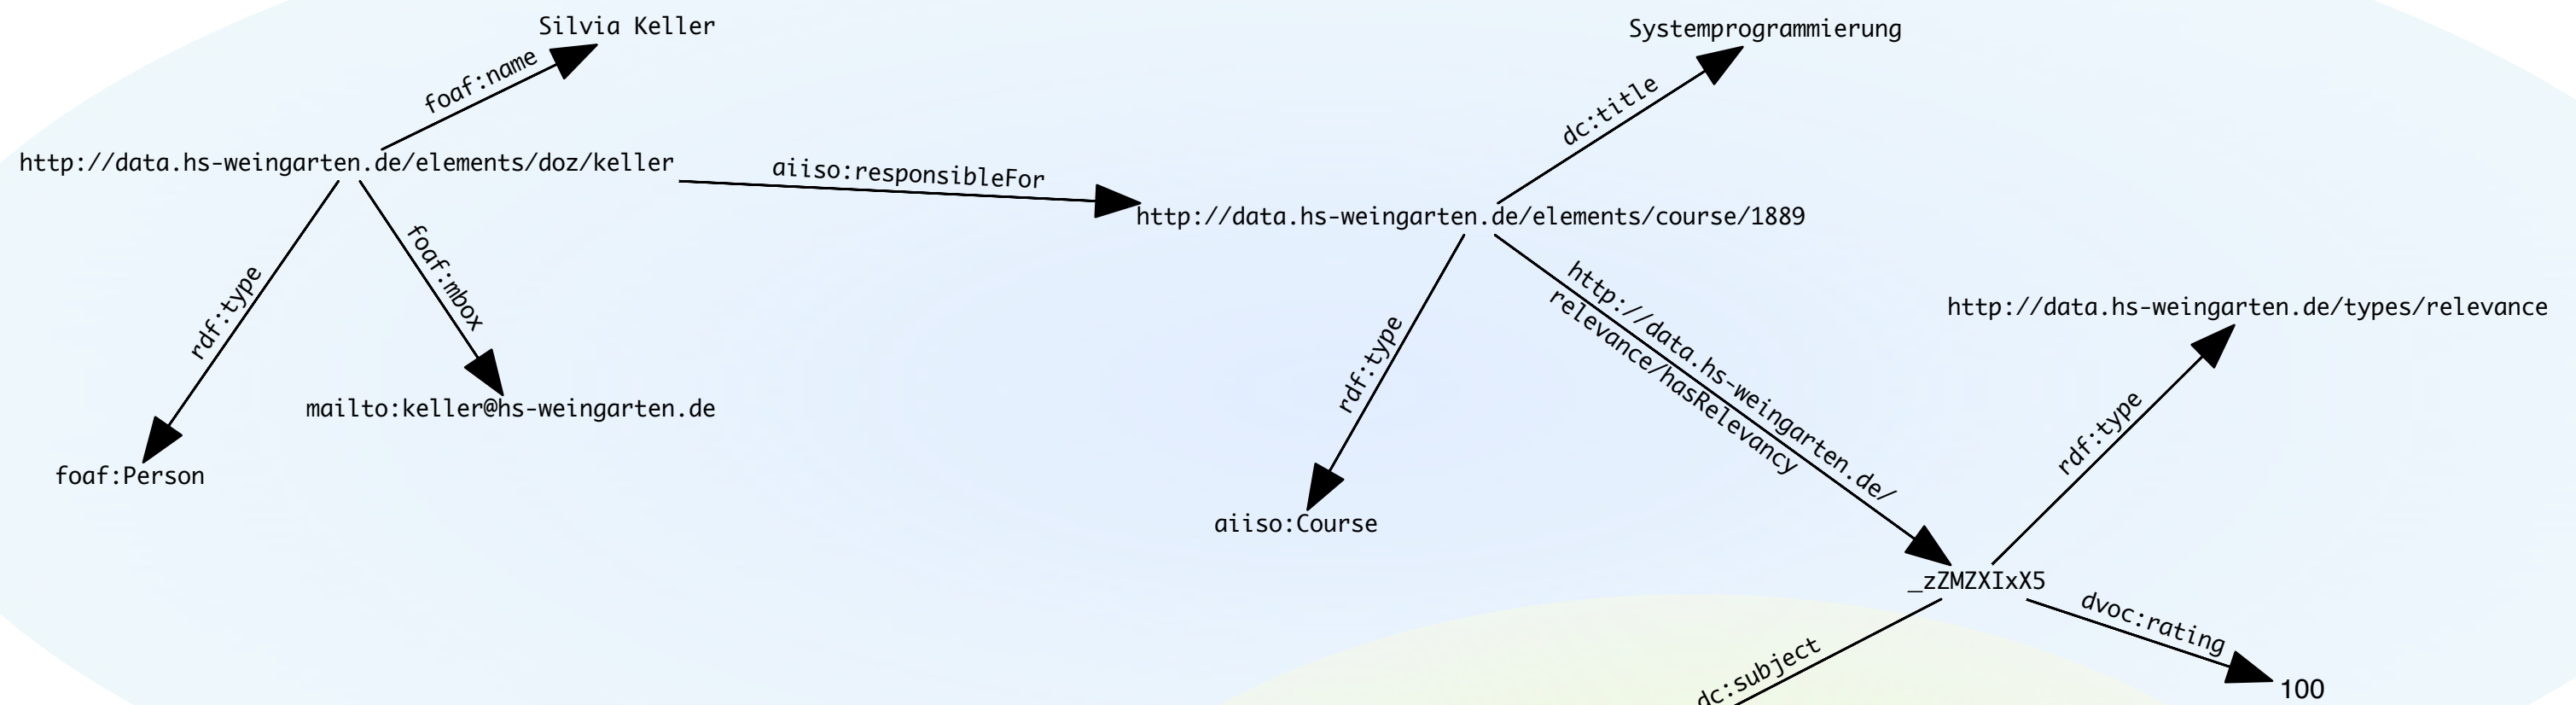 Silvia Keller
Systemprogrammierung
foaf:name
dc:title
http://data.hs-weingarten.de/elements/doz/keller
aiiso:responsibleFor
http://data.hs-weingarten.de/elements/course/1889
rdf:type
foaf:mbox
http://data.hs-weingarten.de/
relevance/hasRelevancy
http://data.hs-weingarten.de/types/relevance
rdf:type
rdf:type
mailto:keller@hs-weingarten.de
foaf:Person
aiiso:Course
_zZMZXIxX5
dvoc:rating
dc:subject
100